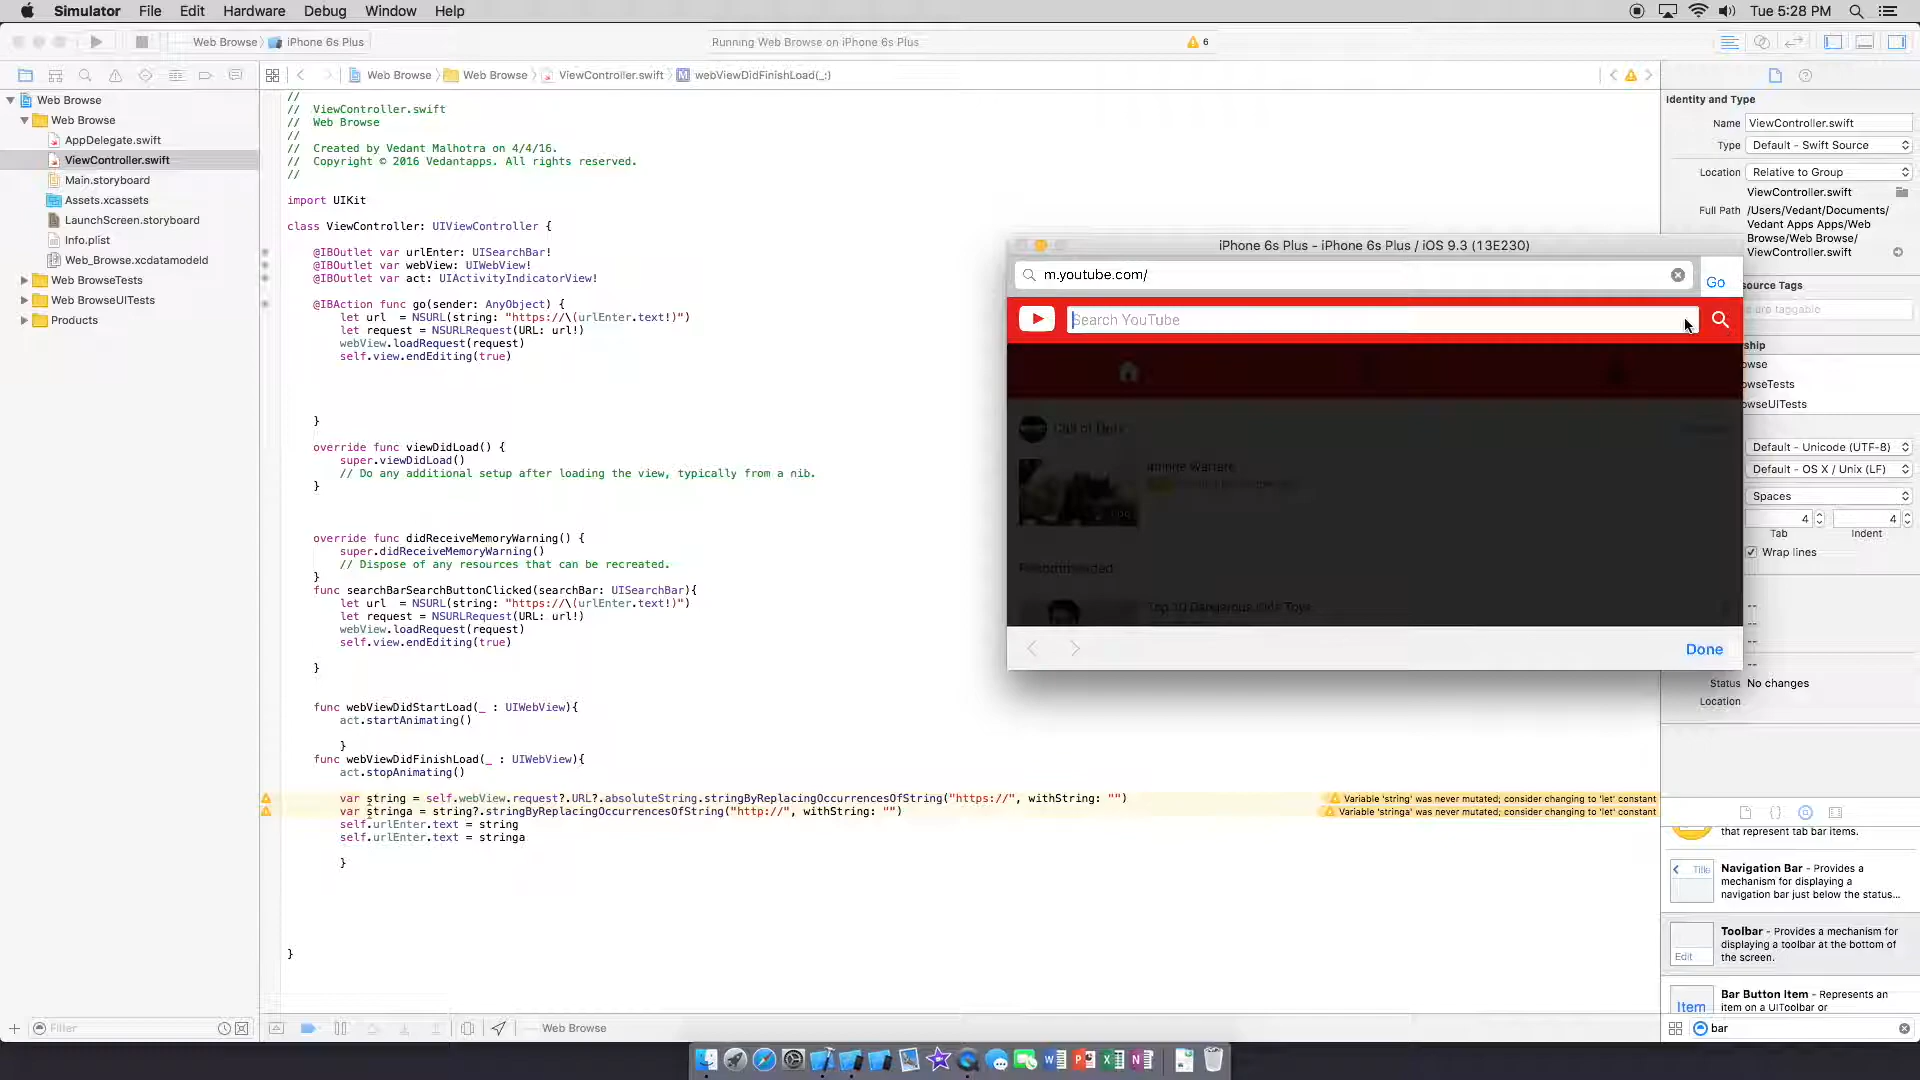 Simulator File Edit Hardware Debug Window Help
Tue 5:28 PM
Web Browse iPhone 6s Plus
Running Web Browse on iPhone 6s Plus
6
Web Browse Web Browse ViewController.swift M webViewDidFinishLoad(_:)
Web Browse
Web Browse
AppDelegate.swift
ViewController.swift
Main.storyboard
Assets.xcassets
LaunchScreen.storyboard
Info.plist
Web_Browse.xcdatamodeld
Web BrowseTests
Web BrowseUITests
Products
Filter
//
// ViewController.swift
// Web Browse
//
// Created by Vedant Malhotra on 4/4/16.
// Copyright © 2016 Vedantapps. All rights reserved.
//
import UIKit
class ViewController: UIViewController {
@IBOutlet var urlEnter: UISearchBar!
@IBOutlet var webView: UIWebView!
@IBOutlet var act: UIActivityIndicatorView!
@IBAction func go(sender: AnyObject) {
let url = NSURL(string: "https://\(urlEnter.text!)")
let request = NSURLRequest(URL: url!)
webView.loadRequest(request)
self.view.endEditing(true)
}
override func viewDidLoad() {
super.viewDidLoad()
// Do any additional setup after loading the view, typically from a nib.
}
override func didReceiveMemoryWarning() {
super.didReceiveMemoryWarning()
// Dispose of any resources that can be recreated.
}
func searchBarSearchButtonClicked(searchBar: UISearchBar){
let url = NSURL(string: "https://\(urlEnter.text!)")
let request = NSURLRequest(URL: url!)
webView.loadRequest(request)
self.view.endEditing(true)
}
func webViewDidStartLoad(_ : UIWebView){
act.startAnimating()
}
func webViewDidFinishLoad(_ : UIWebView){
act.stopAnimating()
var string = self.webView.request?.URL?.absoluteString.stringByReplacingOccurrencesOfString("https://", withString: "")
Variable 'string' was never mutated; consider changing to 'let' constant
var stringa = string?.stringByReplacingOccurrencesOfString("http://", withString: "")
Variable 'stringa' was never mutated; consider changing to 'let' constant
self.urlEnter.text = string
self.urlEnter.text = stringa
}
}
Web Browse
iPhone 6s Plus - iPhone 6s Plus / iOS 9.3 (13E230)
m.youtube.com/
Go
Search YouTube
Recommended
Top 10 Dangerous Kids Toys
Done
Identity and Type
Name ViewController.swift
Type Default - Swift Source
Location Relative to Group
ViewController.swift
Full Path /Users/Vedant/Documents/
Vedant Apps Apps/Web
Browse/Web Browse/
ViewController.swift
source Tags
are taggable
ship
owse
owseTests
owseUITests
Default - Unicode (UTF-8)
Default - OS X / Unix (LF)
Spaces
4 4
Tab Indent
Wrap lines
--
--
--
--
Status No changes
Location
that represent tab bar items.
Title
Navigation Bar - Provides a
mechanism for displaying a
navigation bar just below the status...
Edit
Toolbar - Provides a mechanism for
displaying a toolbar at the bottom of
the screen.
Item
Bar Button Item - Represents an
item on a UIToolbar or
bar